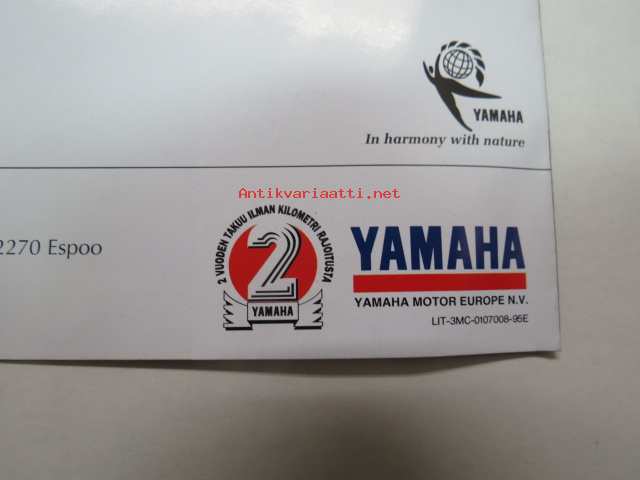 YAMAHA
In harmony with nature
Antikvariaatti.net
2270 Espoo
2 VUODEN TAKUU ILMAN KILOMETRI RAJOITUSTA
2
YAMAHA
YAMAHA
YAMAHA MOTOR EUROPE N.V.
LIT-3MC-0107008-95E